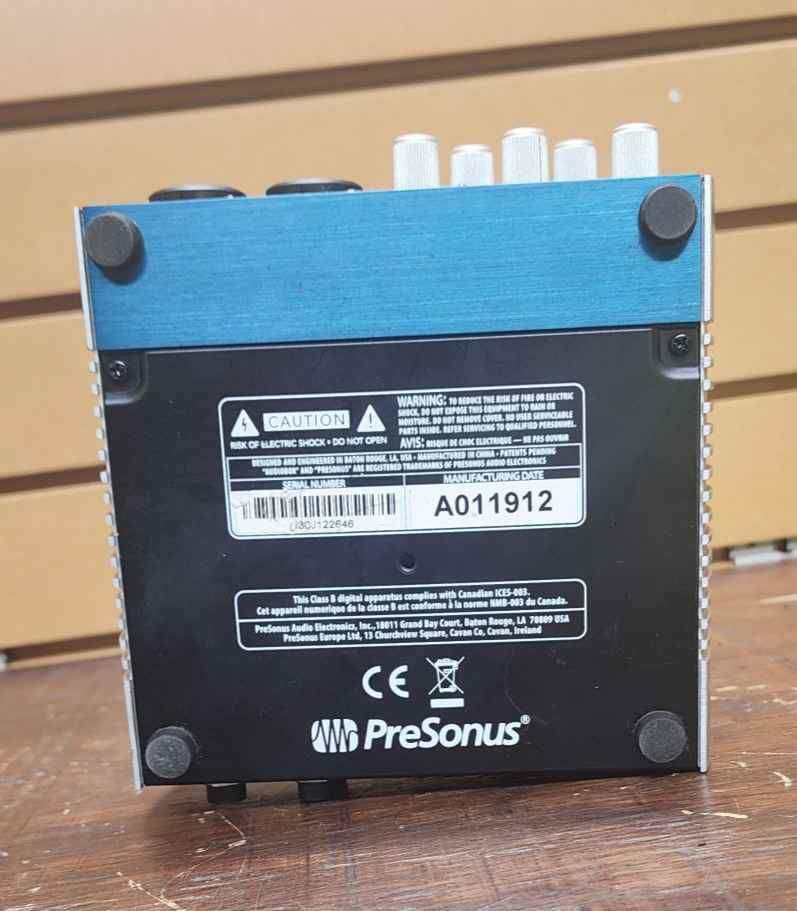 CAUTION
RISK OF ELECTRIC SHOCK • DO NOT OPEN
WARNING: TO REDUCE THE RISK OF FIRE OR ELECTRIC
SHOCK, DO NOT EXPOSE THIS EQUIPMENT TO RAIN OR
MOISTURE. DO NOT REMOVE COVER. NO USER SERVICEABLE
PARTS INSIDE. REFER SERVICING TO QUALIFIED PERSONNEL.
AVIS: RISQUE DE CHOC ELECTRIQUE — NE PAS OUVRIR
DESIGNED AND ENGINEERED IN BATON ROUGE, LA, USA • MANUFACTURED IN CHINA • PATENTS PENDING
"AUDIOBOX" AND "PRESONUS" ARE REGISTERED TRADEMARKS OF PRESONUS AUDIO ELECTRONICS
SERIAL NUMBER
MANUFACTURING DATE
A011912
This Class B digital apparatus complies with Canadian ICES-003.
Cet appareil numerique de la classe B est conforme à la norme NMB-003 du Canada.
PreSonus Audio Electronics, Inc., 18011 Grand Bay Court, Baton Rouge, LA 70809 USA
PreSonus Europe Ltd, 13 Churchview Square, Cavan Co, Cavan, Ireland
CE
PreSonus®